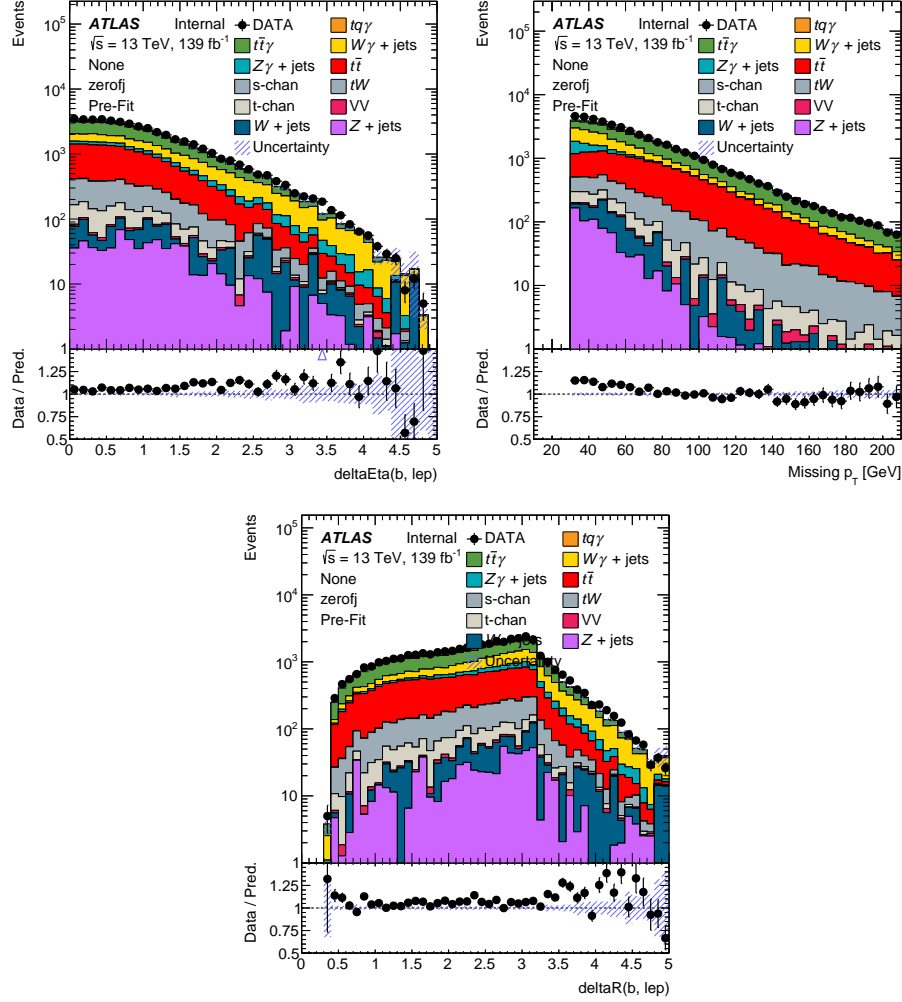 ATLAS Internal
√s = 13 TeV, 139 fb⁻¹
None
zerofj
Pre-Fit
DATA tqγ
tt̄γ Wγ + jets
Zγ + jets tt̄
s-chan tW
t-chan VV
W + jets Z + jets
Uncertainty
Events
10⁵
10⁴
10³
10²
10
1
Data / Pred.
1.25
1
0.75
0.5
0 0.5 1 1.5 2 2.5 3 3.5 4 4.5 5
deltaEta(b, lep)
ATLAS Internal
√s = 13 TeV, 139 fb⁻¹
None
zerofj
Pre-Fit
DATA tqγ
tt̄γ Wγ + jets
Zγ + jets tt̄
s-chan tW
t-chan VV
W + jets Z + jets
Uncertainty
Events
10⁵
10⁴
10³
10²
10
1
Data / Pred.
1.25
1
0.75
0.5
20 40 60 80 100 120 140 160 180 200
Missing p_T [GeV]
ATLAS Internal
√s = 13 TeV, 139 fb⁻¹
None
zerofj
Pre-Fit
DATA tqγ
tt̄γ Wγ + jets
Zγ + jets tt̄
s-chan tW
t-chan VV
W + jets Z + jets
Uncertainty
Events
10⁵
10⁴
10³
10²
10
1
Data / Pred.
1.25
1
0.75
0.5
0 0.5 1 1.5 2 2.5 3 3.5 4 4.5 5
deltaR(b, lep)